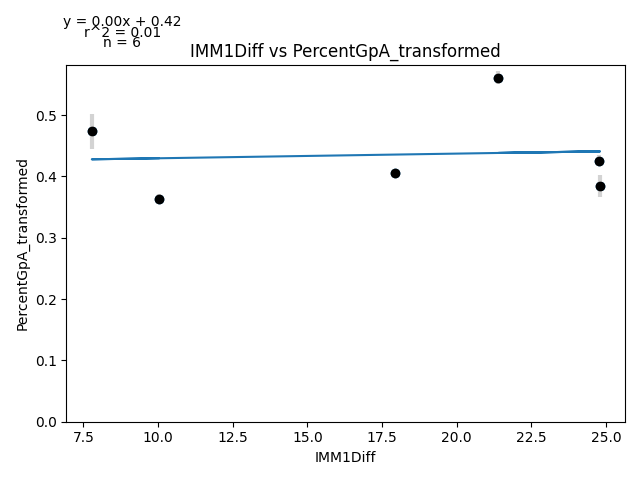 y = 0.00x + 0.42
r^2 = 0.01
n = 6
IMM1Diff vs PercentGpA_transformed
PercentGpA_transformed
0.5
0.4
0.3
0.2
0.1
0.0
7.5 10.0 12.5 15.0 17.5 20.0 22.5 25.0
IMM1Diff